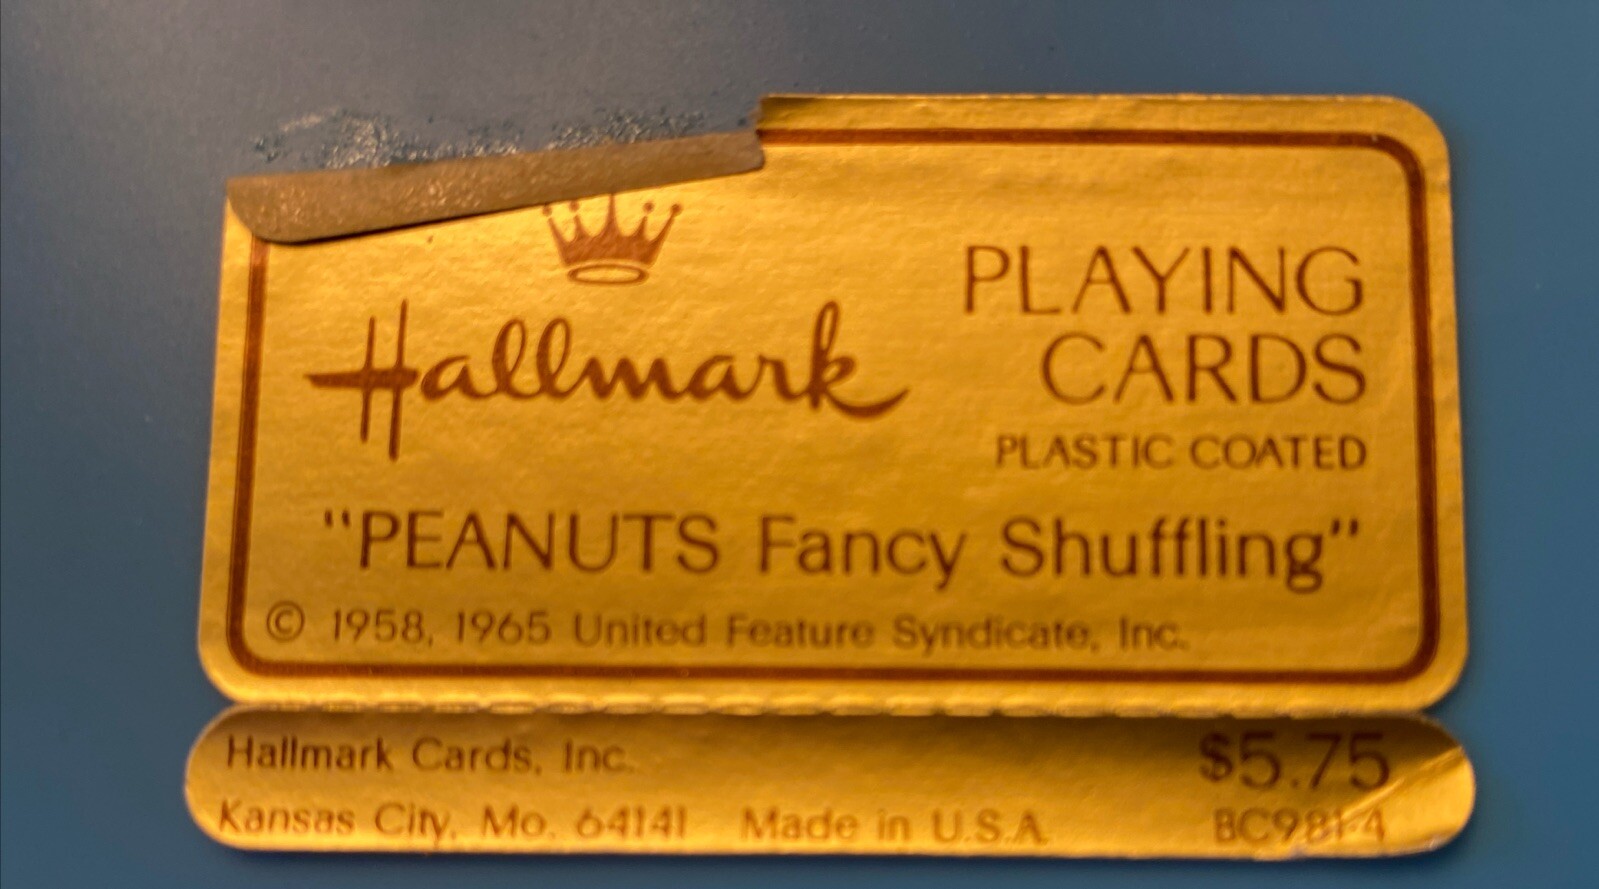 Hallmark
PLAYING
CARDS
PLASTIC COATED
"PEANUTS Fancy Shuffling"
© 1958, 1965 United Feature Syndicate, Inc.
Hallmark Cards, Inc.
$5.75
Kansas City, Mo. 64141 Made in U.S.A.
BC981-4